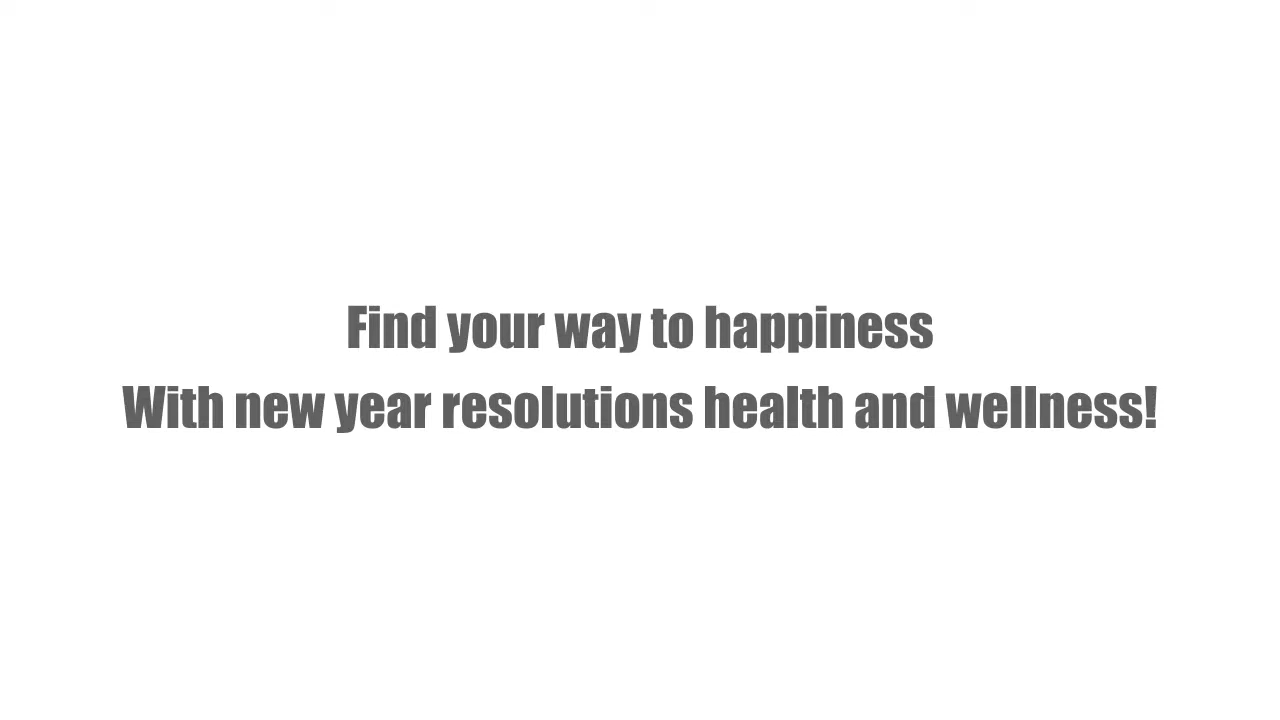 Find your way to happiness
With new year resolutions health and wellness!